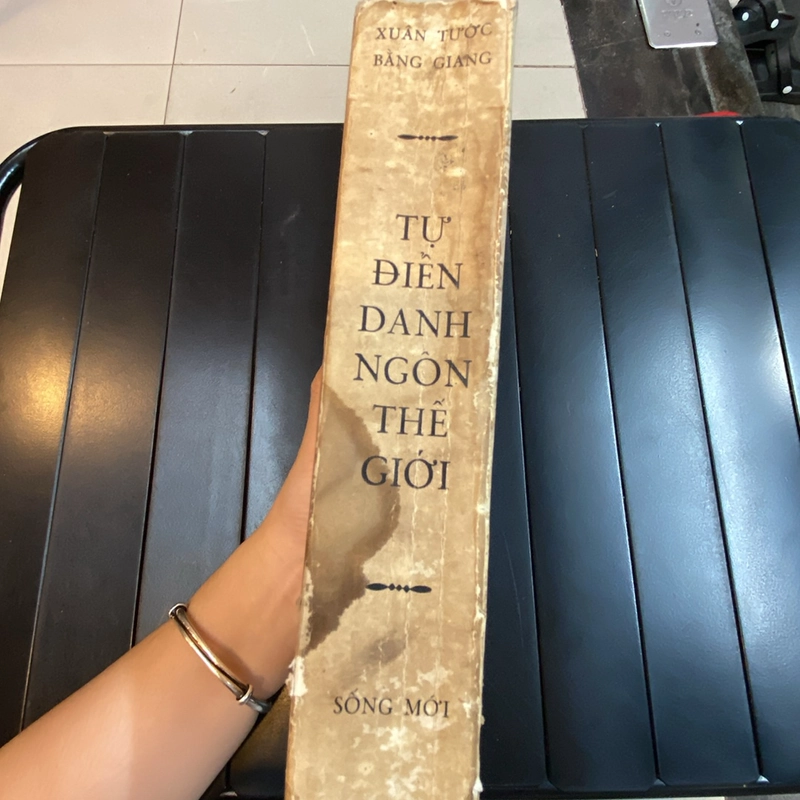 XUÂN TƯỚC
BẰNG GIANG
TỰ
ĐIỂN
DANH
NGÔN
THẾ
GIỚI
SỐNG MỚI